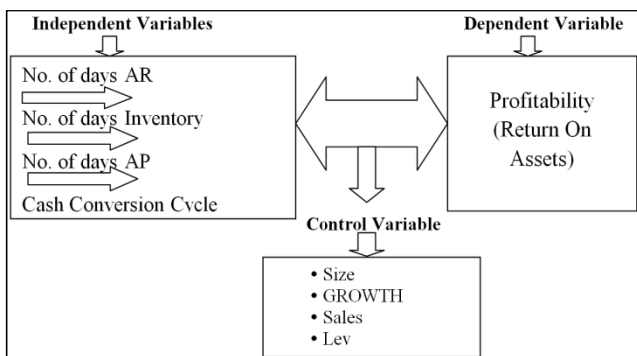 Independent Variables
No. of days AR
No. of days Inventory
No. of days AP
Cash Conversion Cycle
Dependent Variable
Profitability
(Return On
Assets)
Control Variable
• Size
• GROWTH
• Sales
• Lev